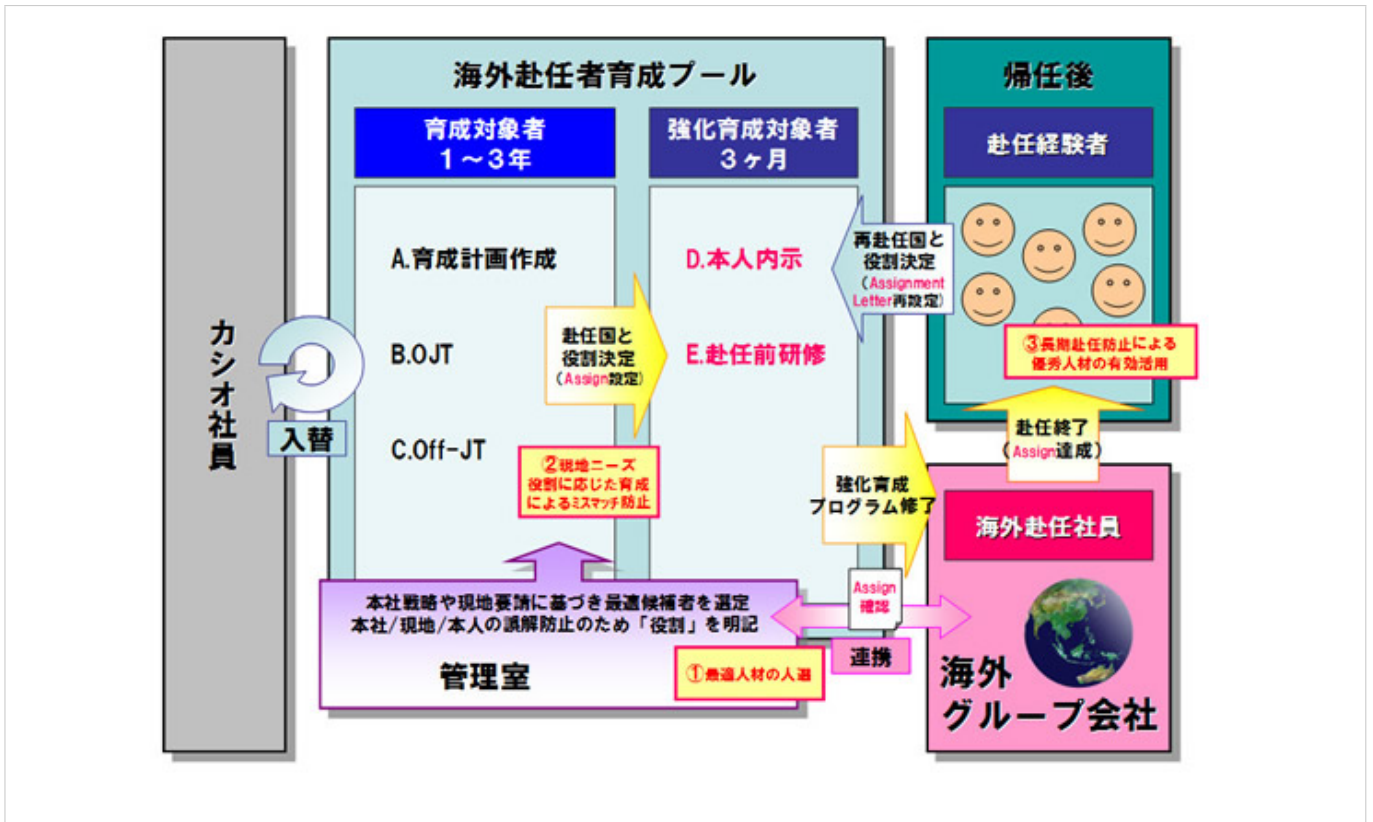 カシオ社員
入替
海外赴任者育成プール
育成対象者
1～3年
A.育成計画作成
B.OJT
C.Off-JT
赴任国と
役割決定
（Assign設定）
②現地ニーズ
役割に応じた育成
によるミスマッチ防止
強化育成対象者
3ヶ月
D.本人内示
E.赴任前研修
本社戦略や現地要請に基づき最適候補者を選定
本社/現地/本人の誤解防止のため「役割」を明記
管理室
①最適人材の人選
強化育成
プログラム修了
Assign
確認
連携
帰任後
赴任経験者
再赴任国と
役割決定
（Assignment
Letter再設定）
③長期赴任防止による
優秀人材の有効活用
赴任終了
（Assign達成）
海外赴任社員
海外
グループ会社